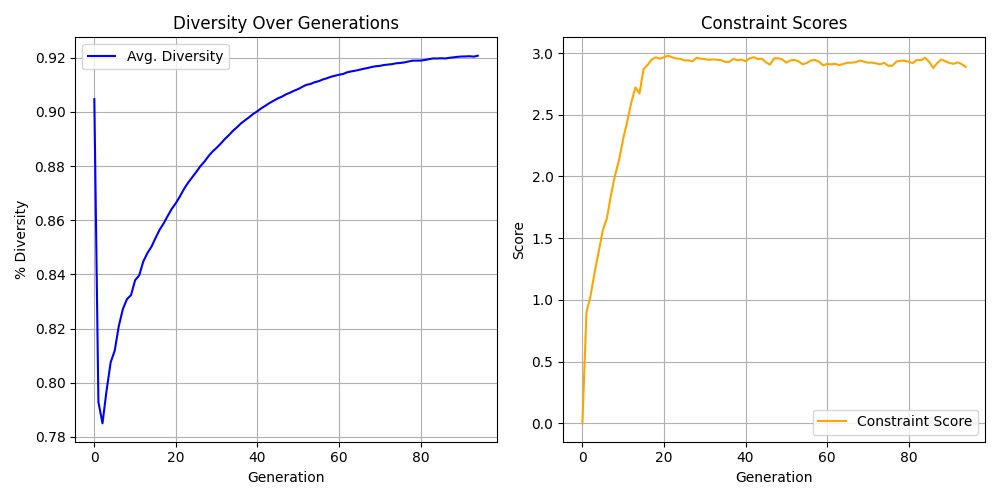 Diversity Over Generations
Avg. Diversity
% Diversity
0.92
0.90
0.88
0.86
0.84
0.82
0.80
0.78
0 20 40 60 80
Generation
Constraint Scores
Score
3.0
2.5
2.0
1.5
1.0
0.5
0.0
Constraint Score
0 20 40 60 80
Generation